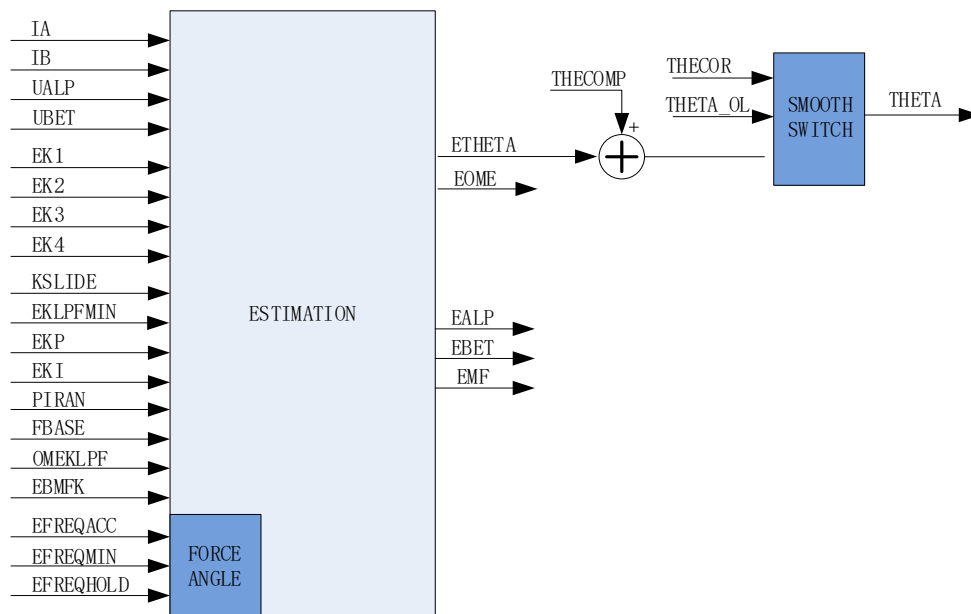 IA
IB
UALP
UBET
EK1
EK2
EK3
EK4
KSLIDE
EKLPFMIN
EKP
EKI
PIRAN
FBASE
OMEKLPF
EBMFK
EFREQACC
EFREQMIN
EFREQHOLD
FORCE
ANGLE
ESTIMATION
ETHETA
EOME
EALP
EBET
EMF
THECOMP
+
THECOR
THETA_OL
SMOOTH
SWITCH
THETA